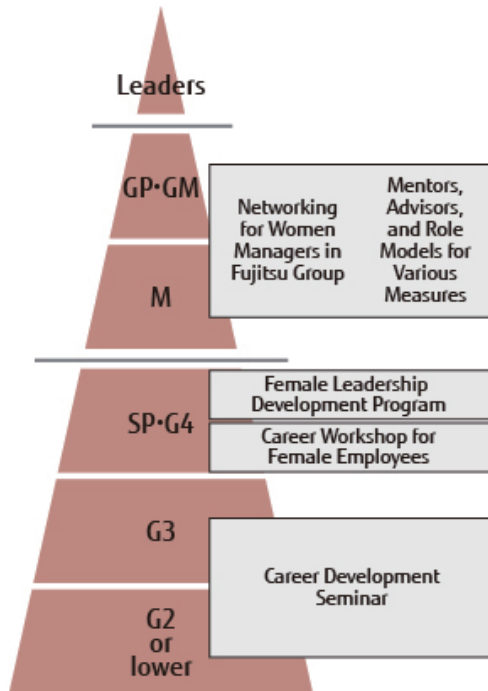 Leaders
GP•GM
Networking
for Women
Managers in
Fujitsu Group
Mentors,
Advisors,
and Role
Models for
Various
Measures
M
SP•G4
Female Leadership
Development Program
Career Workshop for
Female Employees
G3
Career Development
Seminar
G2
or
lower